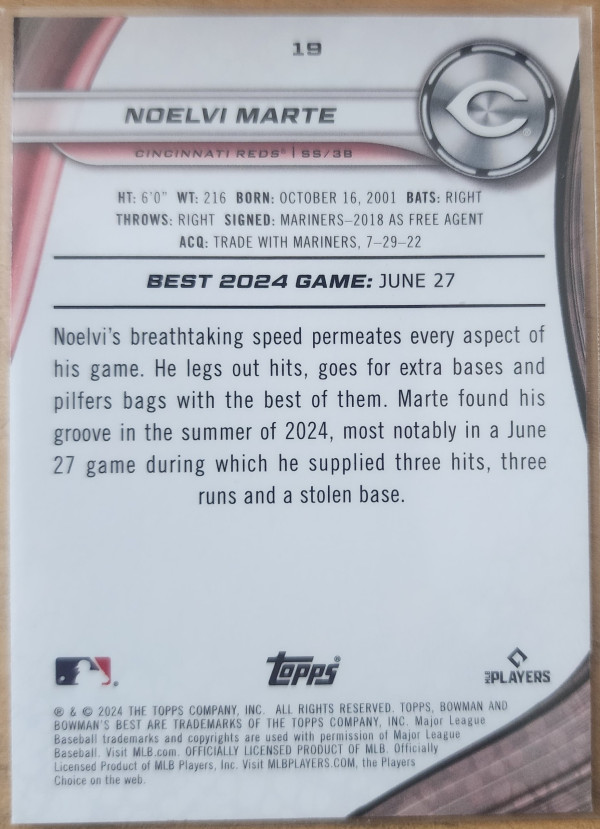 19
NOELVI MARTE
CINCINNATI REDS® | SS/3B
HT: 6'0" WT: 216 BORN: OCTOBER 16, 2001 BATS: RIGHT
THROWS: RIGHT SIGNED: MARINERS–2018 AS FREE AGENT
ACQ: TRADE WITH MARINERS, 7–29–22
BEST 2024 GAME: JUNE 27
Noelvi's breathtaking speed permeates every aspect of
his game. He legs out hits, goes for extra bases and
pilfers bags with the best of them. Marte found his
groove in the summer of 2024, most notably in a June
27 game during which he supplied three hits, three
runs and a stolen base.
topps®
MLB PLAYERS
® & © 2024 THE TOPPS COMPANY, INC. ALL RIGHTS RESERVED. TOPPS, BOWMAN AND
BOWMAN'S BEST ARE TRADEMARKS OF THE TOPPS COMPANY, INC. Major League
Baseball trademarks and copyrights are used with permission of Major League
Baseball. Visit MLB.com. OFFICIALLY LICENSED PRODUCT OF MLB. Officially
Licensed Product of MLB Players, Inc. Visit MLBPLAYERS.COM, the Players
Choice on the web.